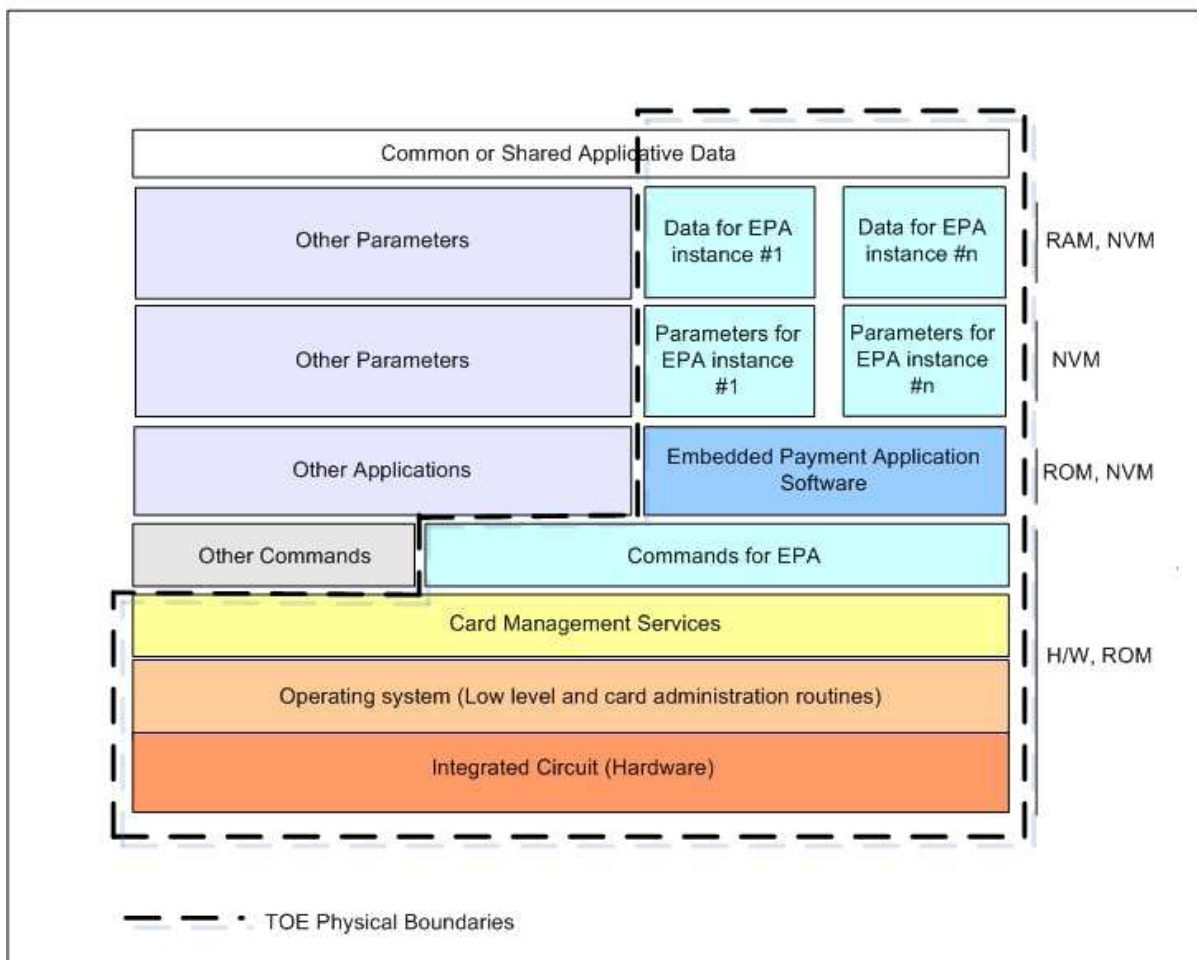 Common or Shared Applicative Data
Other Parameters
Data for EPA
instance #1
Data for EPA
instance #n
RAM, NVM
Other Parameters
Parameters for
EPA instance
#1
Parameters for
EPA instance
#n
NVM
Other Applications
Embedded Payment Application
Software
ROM, NVM
Other Commands
Commands for EPA
Card Management Services
H/W, ROM
Operating system (Low level and card administration routines)
Integrated Circuit (Hardware)
TOE Physical Boundaries